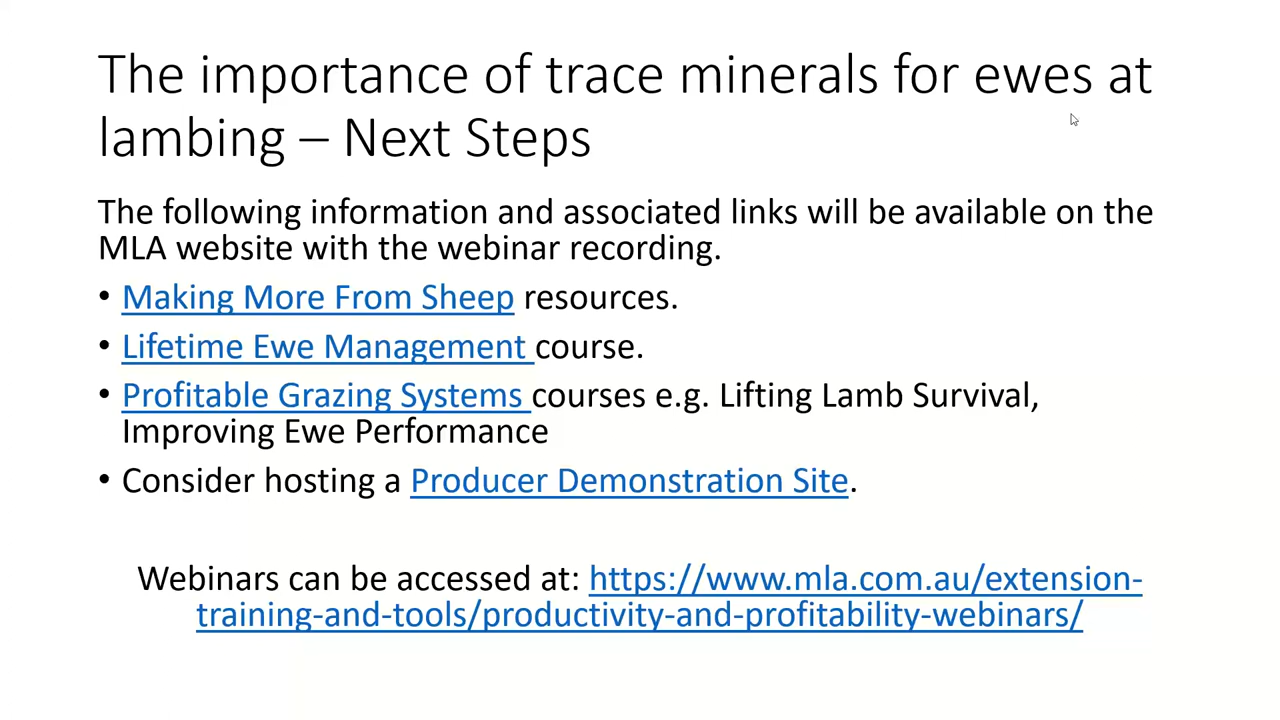 The importance of trace minerals for ewes at
lambing – Next Steps
The following information and associated links will be available on the
MLA website with the webinar recording.
• Making More From Sheep resources.
• Lifetime Ewe Management course.
• Profitable Grazing Systems courses e.g. Lifting Lamb Survival,
Improving Ewe Performance
• Consider hosting a Producer Demonstration Site.
Webinars can be accessed at: https://www.mla.com.au/extension-
training-and-tools/productivity-and-profitability-webinars/